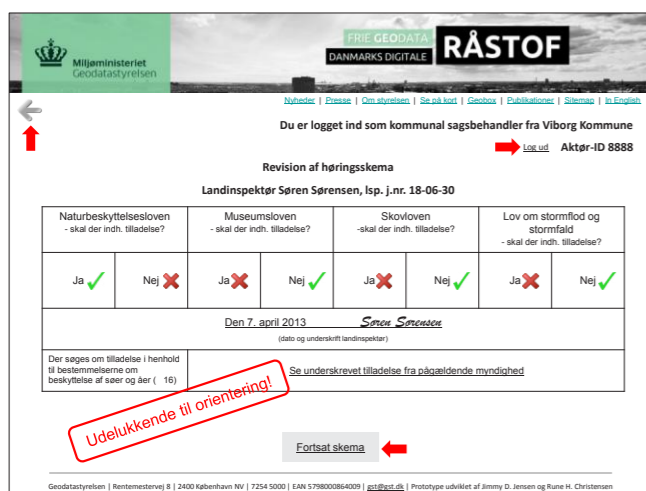 Miljøministeriet
Geodatastyrelsen
FRIE GEODATA
DANMARKS DIGITALE
RÅSTOF
Nyheder | Presse | Om styrelsen | Se på kort | Geobox | Publikationer | Sitemap | In English
Du er logget ind som kommunal sagsbehandler fra Viborg Kommune
Log ud Aktør-ID 8888
Revision af høringsskema
Landinspektør Søren Sørensen, lsp. j.nr. 18-06-30
Naturbeskyttelsesloven
- skal der indh. tilladelse?
Museumsloven
- skal der indh. tilladelse?
Skovloven
-skal der indh. tilladelse?
Lov om stormflod og
stormfald
- skal der indh. tilladelse?
Ja Nej Ja Nej Ja Nej Ja Nej
Den 7. april 2013 Søren Sørensen
(dato og underskrift landinspektør)
Der søges om tilladelse i henhold
til bestemmelserne om
beskyttelse af søer og åer ( 16)
Se underskrevet tilladelse fra pågældende myndighed
Udelukkende til orientering!
Fortsat skema
Geodatastyrelsen | Rentemestervej 8 | 2400 København NV | 7254 5000 | EAN 5798000864009 | gst@gst.dk | Prototype udviklet af Jimmy D. Jensen og Rune H. Christensen